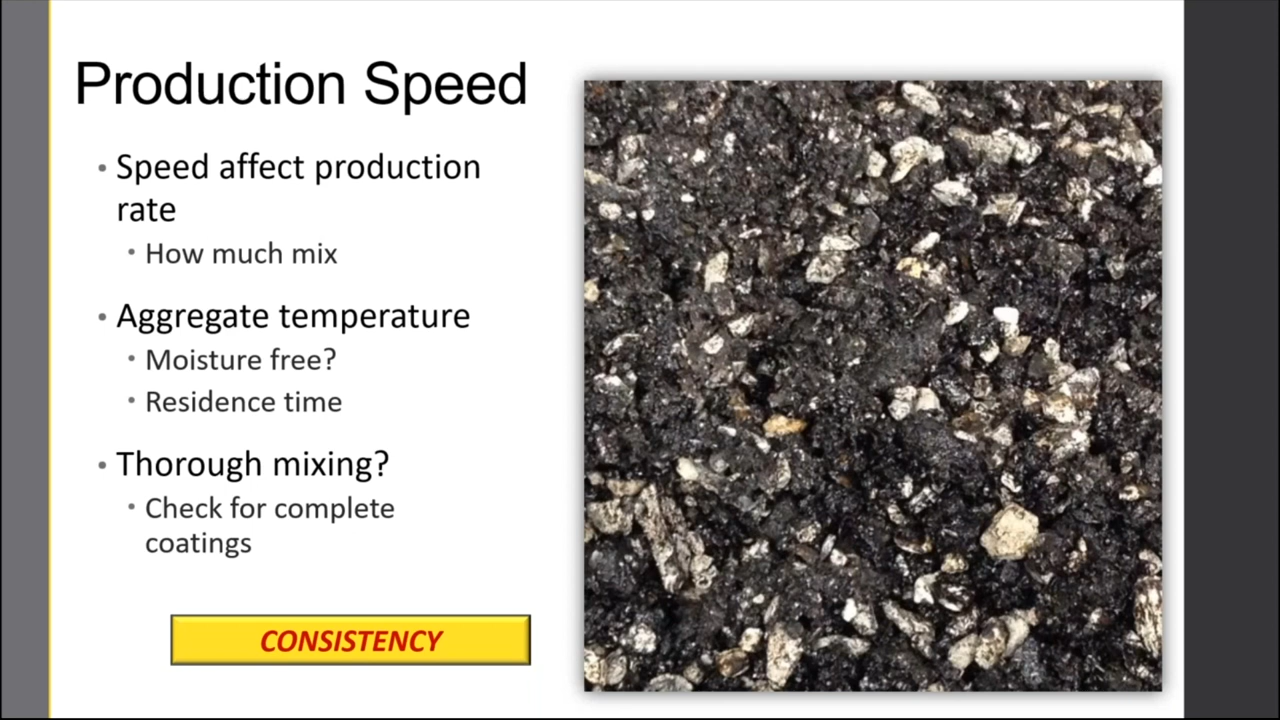 Production Speed
• Speed affect production
rate
• How much mix
• Aggregate temperature
• Moisture free?
• Residence time
• Thorough mixing?
• Check for complete
coatings
CONSISTENCY